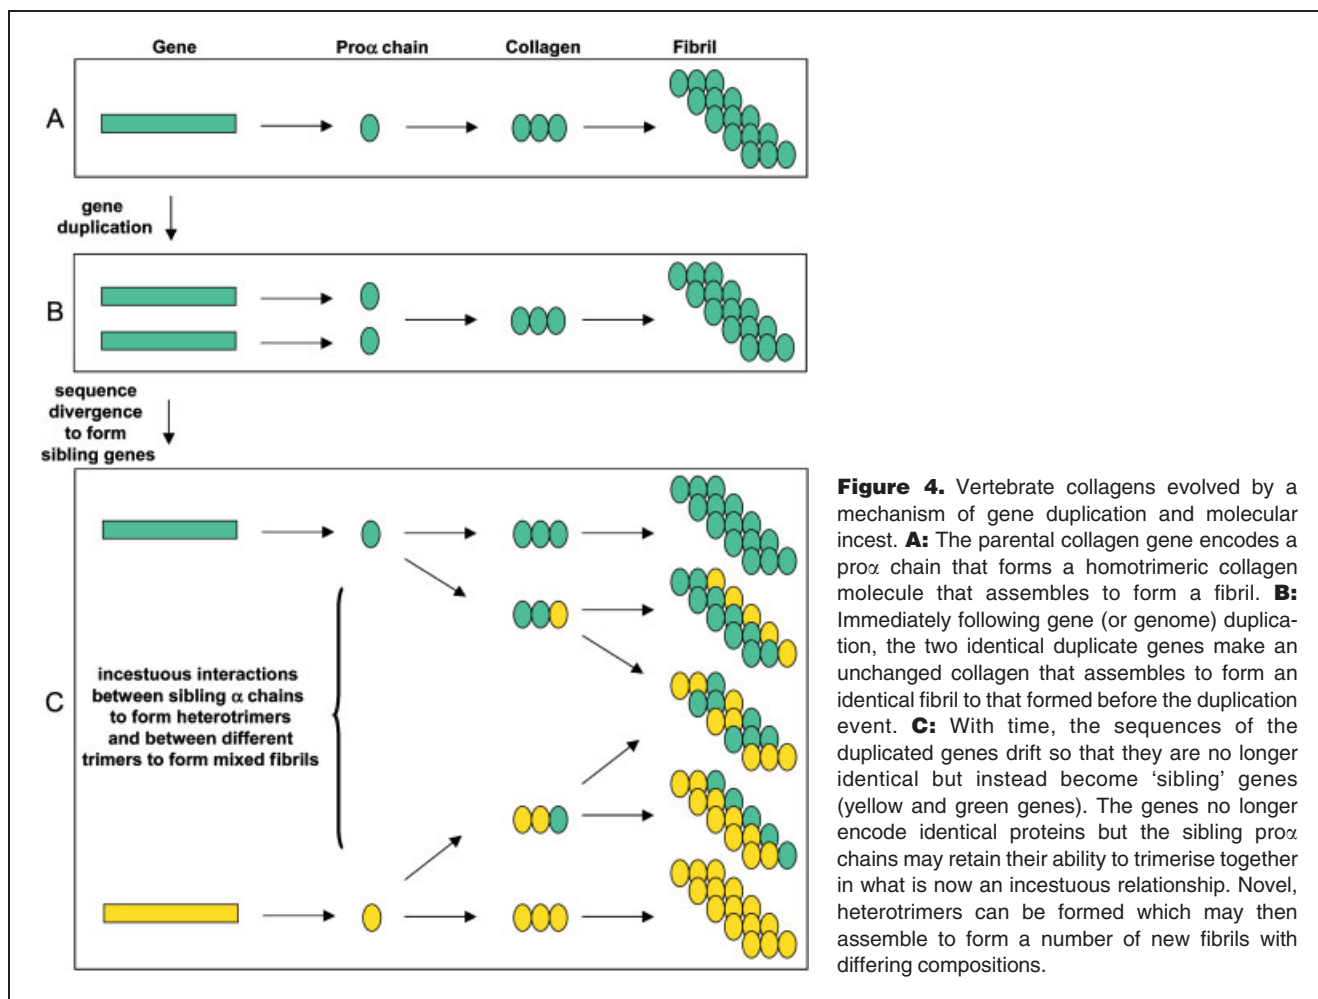 Gene Proα chain Collagen Fibril
A
gene
duplication
B
sequence
divergence
to form
sibling genes
C
incestuous interactions
between sibling α chains
to form heterotrimers
and between different
trimers to form mixed fibrils
Figure 4. Vertebrate collagens evolved by a
mechanism of gene duplication and molecular
incest. A: The parental collagen gene encodes a
proα chain that forms a homotrimeric collagen
molecule that assembles to form a fibril. B:
Immediately following gene (or genome) duplica-
tion, the two identical duplicate genes make an
unchanged collagen that assembles to form an
identical fibril to that formed before the duplication
event. C: With time, the sequences of the
duplicated genes drift so that they are no longer
identical but instead become ‘sibling’ genes
(yellow and green genes). The genes no longer
encode identical proteins but the sibling proα
chains may retain their ability to trimerise together
in what is now an incestuous relationship. Novel,
heterotrimers can be formed which may then
assemble to form a number of new fibrils with
differing compositions.